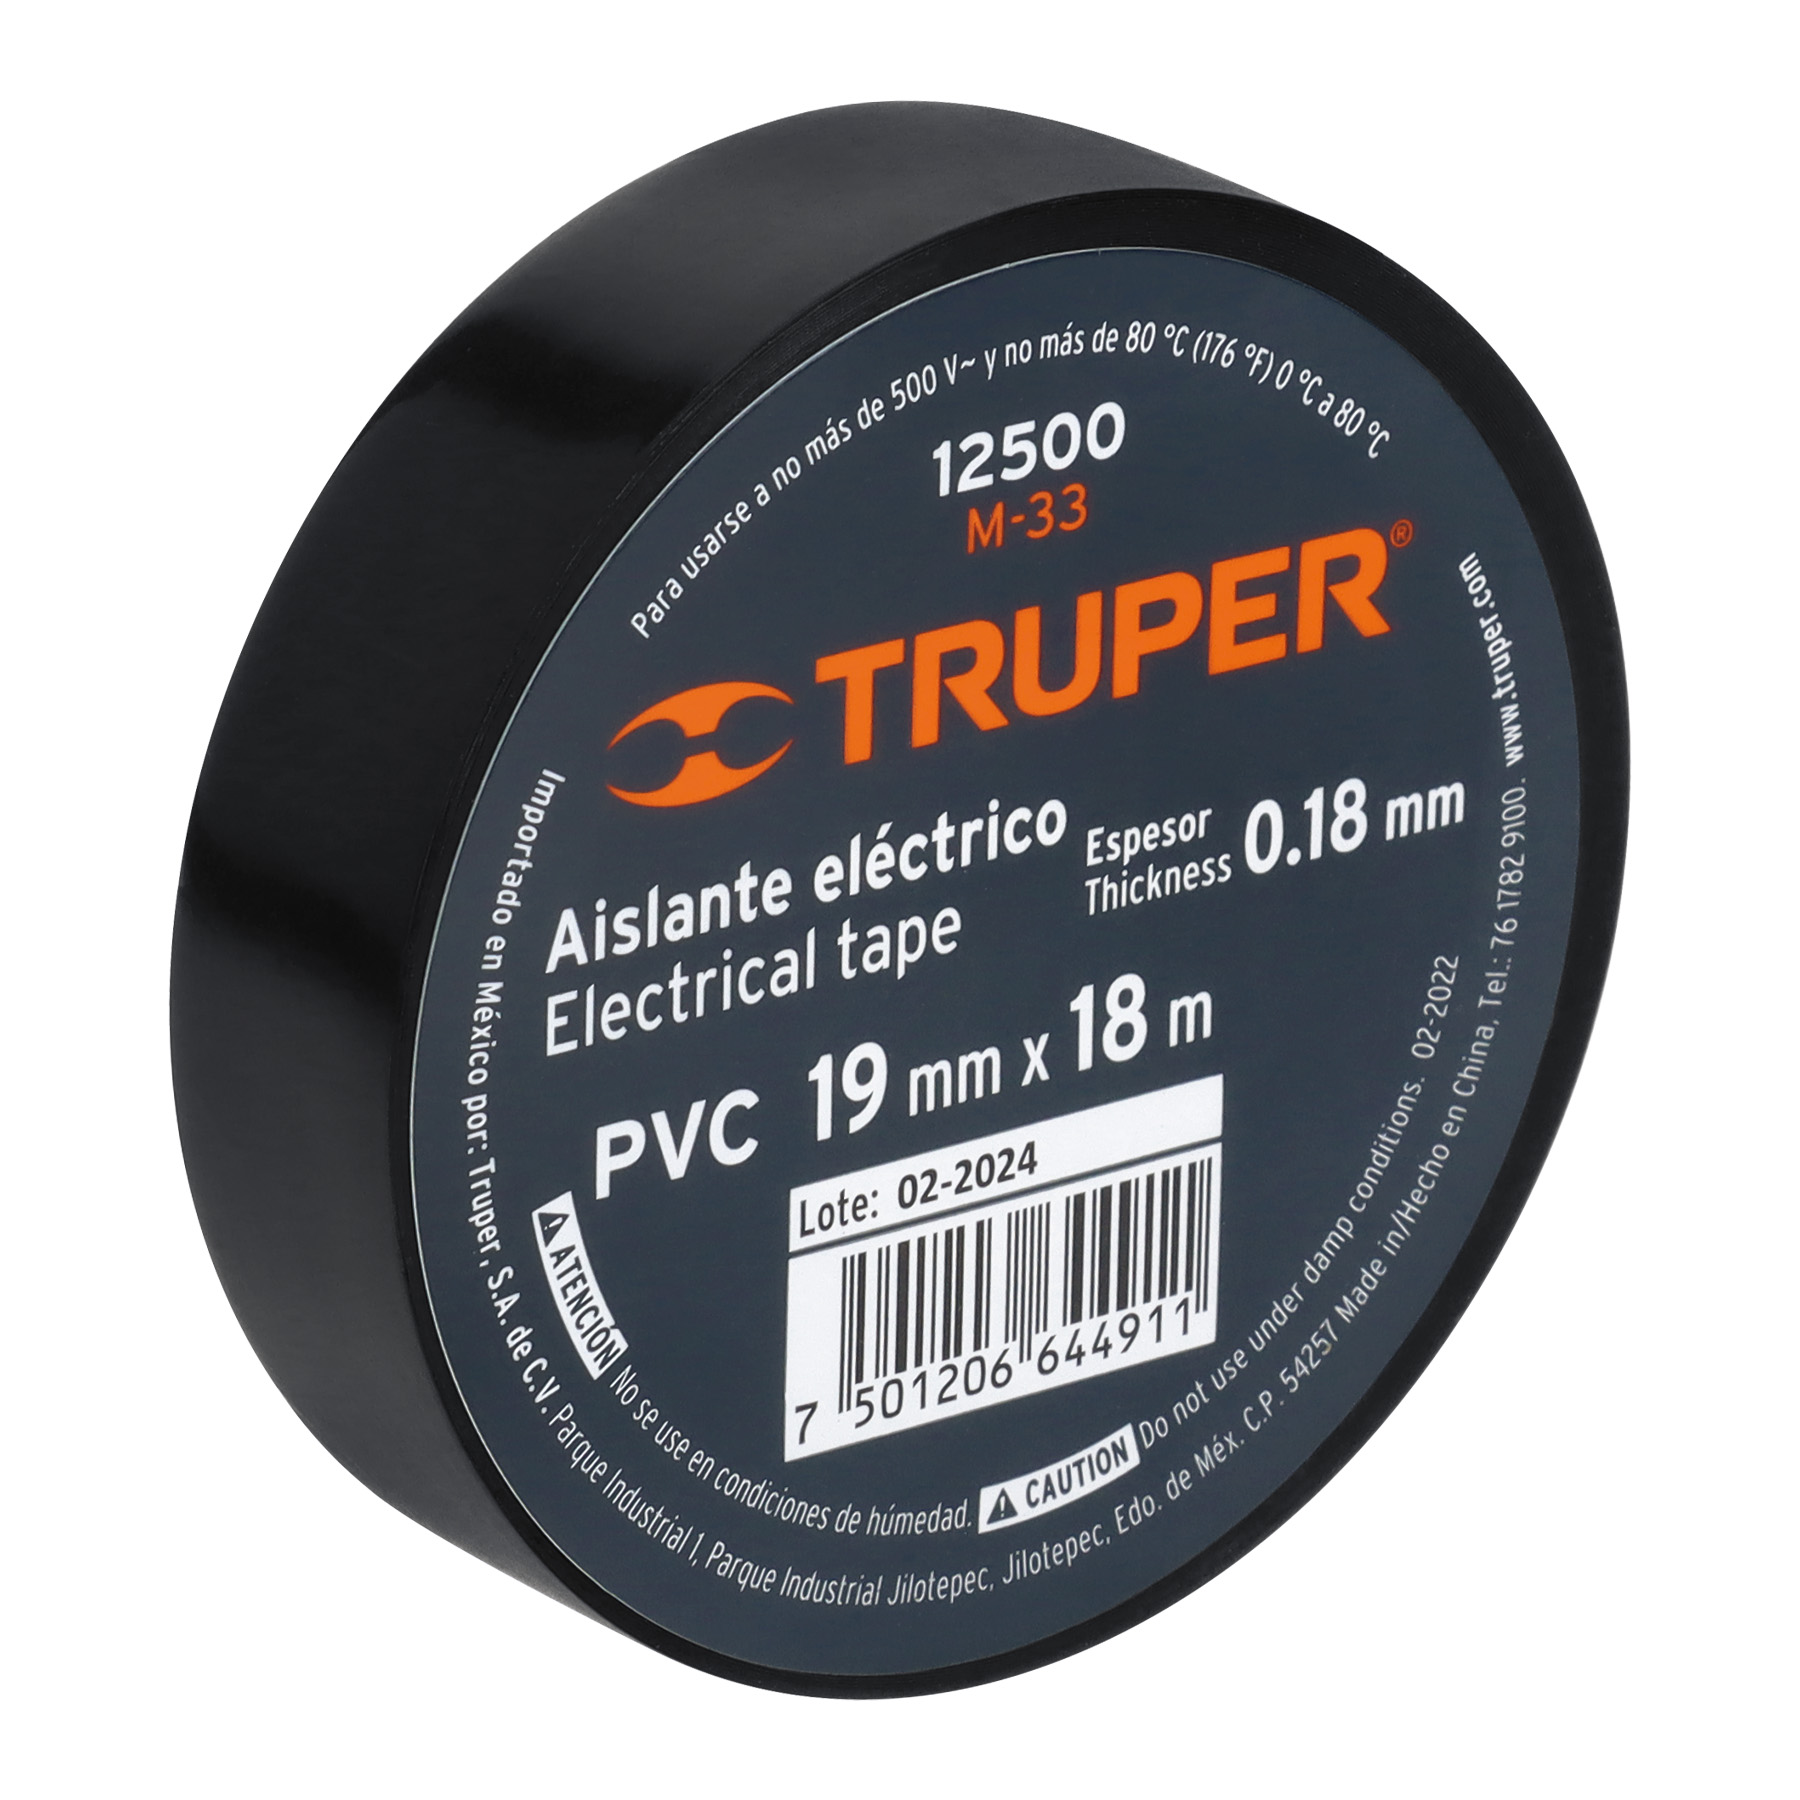 Para usarse a no más de 500 V~ y no más de 80 °C (176 °F) 0 °C a 80 °C
12500
M-33
TRUPER®
Aislante eléctrico
Electrical tape
Espesor
Thickness
0.18 mm
PVC 19 mm x 18 m
Lote: 02-2024
7 501206 644911
ATENCIÓN No se use en condiciones de húmedad.
CAUTION Do not use under damp conditions. 02-2022
Importado en México por: Truper, S.A. de C.V. Parque Industrial 1, Parque Industrial Jilotepec, Jilotepec, Edo. de Méx. C.P. 54257 Made in/Hecho en China, Tel.: 76 1782 9100. www.truper.com